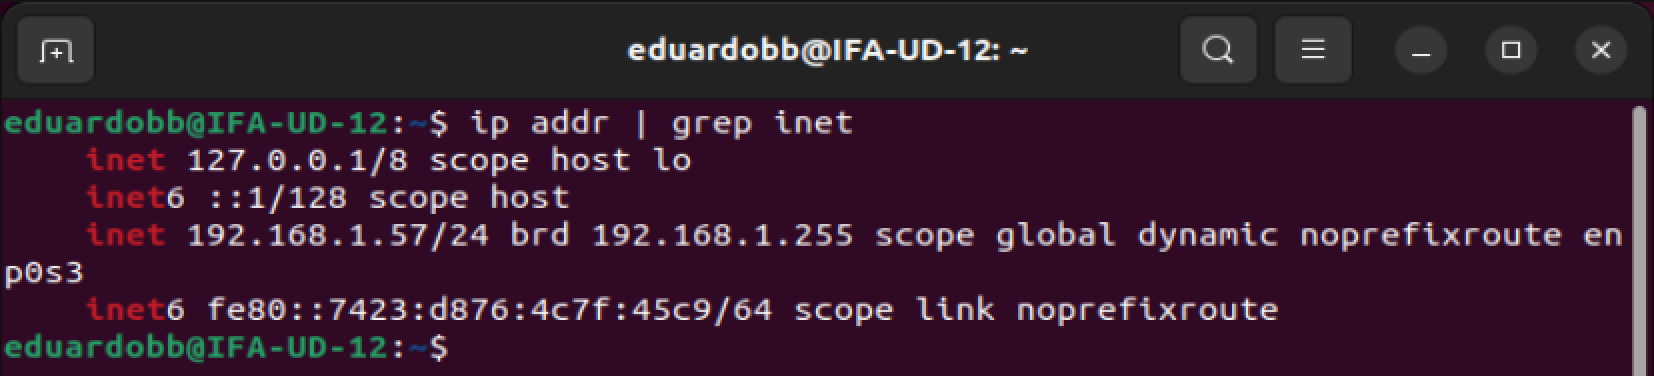 eduardobb@IFA-UD-12: ~
eduardobb@IFA-UD-12:~$ ip addr | grep inet
    inet 127.0.0.1/8 scope host lo
    inet6 ::1/128 scope host
    inet 192.168.1.57/24 brd 192.168.1.255 scope global dynamic noprefixroute en
p0s3
    inet6 fe80::7423:d876:4c7f:45c9/64 scope link noprefixroute
eduardobb@IFA-UD-12:~$